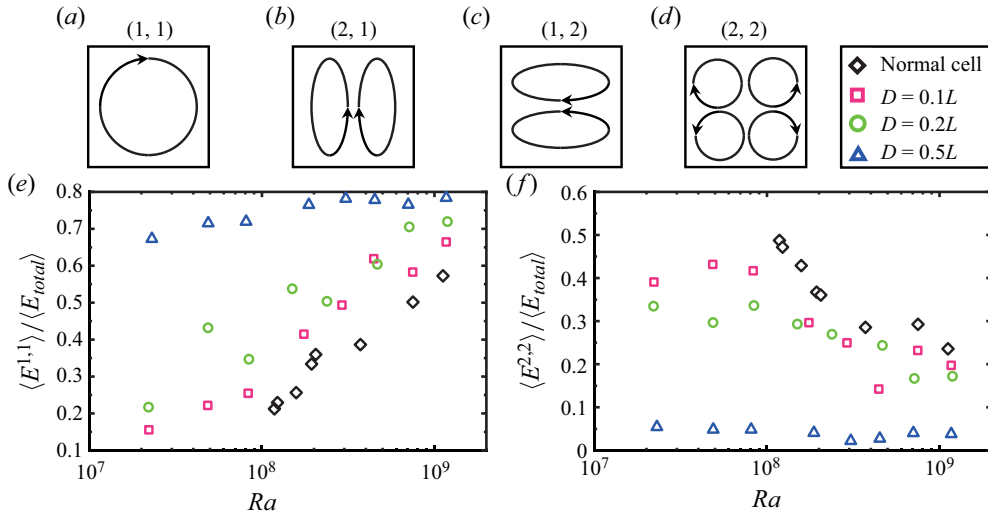 (a) (1, 1) (b) (2, 1) (c) (1, 2) (d) (2, 2)
Normal cell
D = 0.1L
D = 0.2L
D = 0.5L
(e)
0.8
0.7
0.6
0.5
0.4
0.3
0.2
0.1
⟨E^{1,1}⟩/⟨E_{total}⟩
10^7 10^8 10^9
Ra
(f)
0.6
0.5
0.4
0.3
0.2
0.1
0
⟨E^{2,2}⟩/⟨E_{total}⟩
10^7 10^8 10^9
Ra